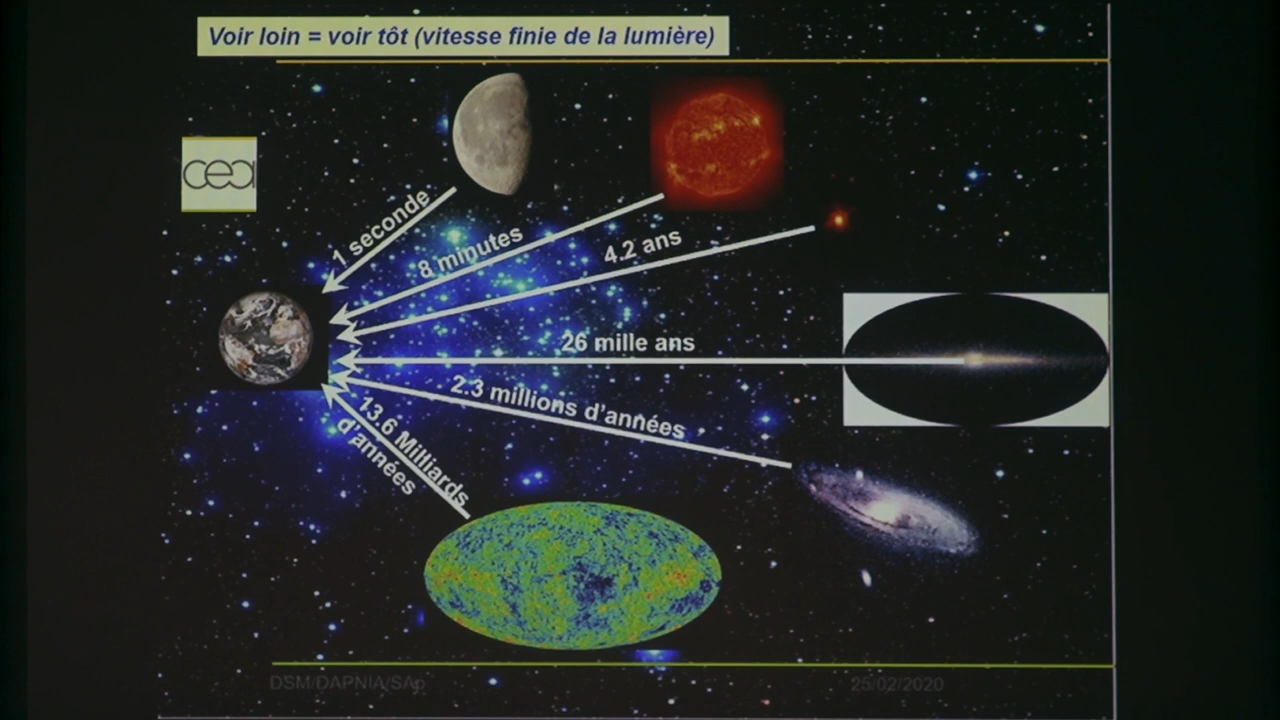 Voir loin = voir tôt (vitesse finie de la lumière)
cea
1 seconde
8 minutes
4.2 ans
26 mille ans
2.3 millions d'années
13.6 Milliards
d'années
DSM/DAPNIA/SAp
25/02/2020